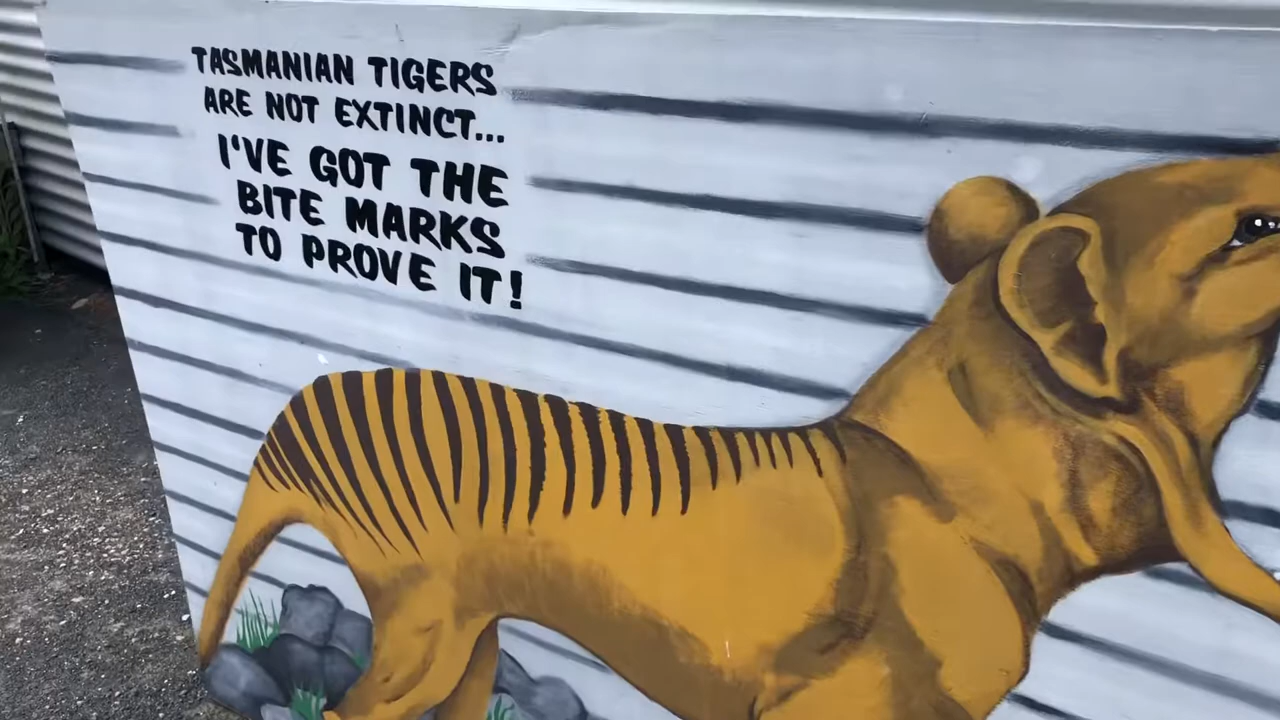 TASMANIAN TIGERS
ARE NOT EXTINCT...
I'VE GOT THE
BITE MARKS
TO PROVE IT!